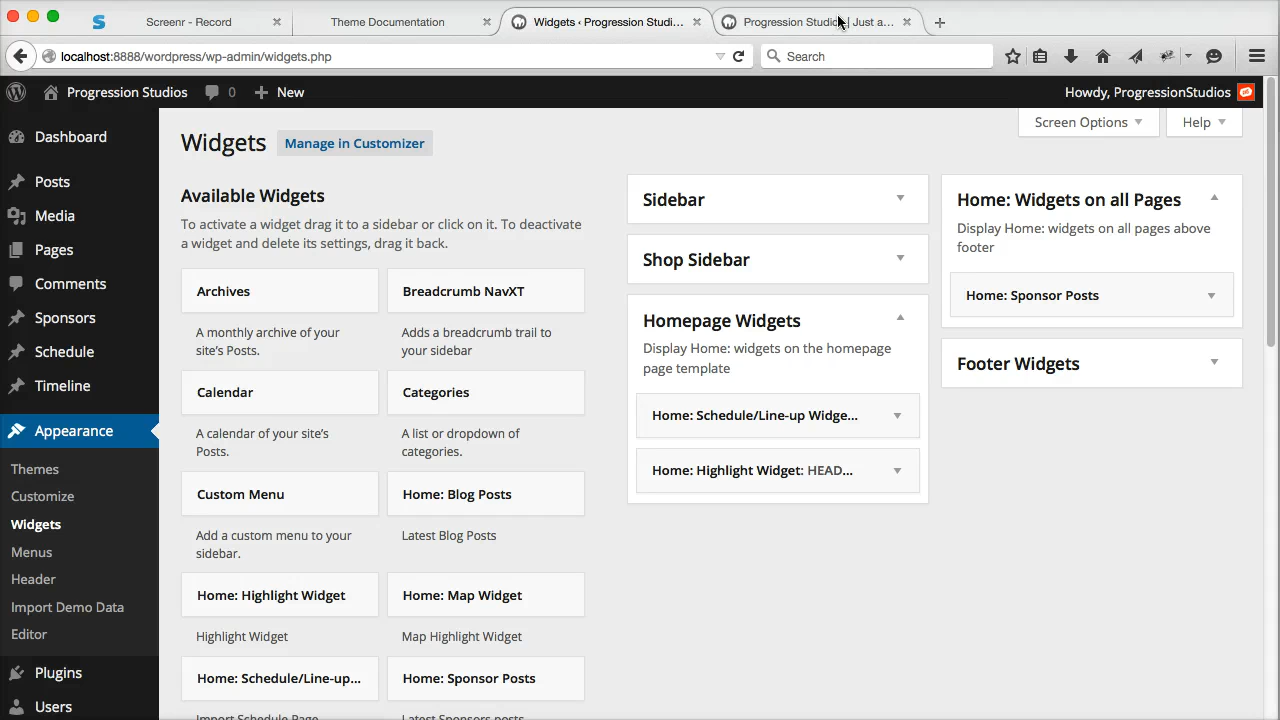 Screenr - Record
Theme Documentation
Widgets ‹ Progression Studi...
Progression Studio | Just a...
localhost:8888/wordpress/wp-admin/widgets.php
Search
Progression Studios
0
New
Howdy, ProgressionStudios
Dashboard
Posts
Media
Pages
Comments
Sponsors
Schedule
Timeline
Appearance
Themes
Customize
Widgets
Menus
Header
Import Demo Data
Editor
Plugins
Users
Screen Options
Help
Widgets
Manage in Customizer
Available Widgets
To activate a widget drag it to a sidebar or click on it. To deactivate
a widget and delete its settings, drag it back.
Archives
A monthly archive of your
site's Posts.
Breadcrumb NavXT
Adds a breadcrumb trail to
your sidebar
Calendar
A calendar of your site's
Posts.
Categories
A list or dropdown of
categories.
Custom Menu
Add a custom menu to your
sidebar.
Home: Blog Posts
Latest Blog Posts
Home: Highlight Widget
Highlight Widget
Home: Map Widget
Map Highlight Widget
Home: Schedule/Line-up...
Import Schedule Page
Home: Sponsor Posts
Latest Sponsors posts
Sidebar
Shop Sidebar
Homepage Widgets
Display Home: widgets on the homepage
page template
Home: Schedule/Line-up Widge...
Home: Highlight Widget: HEAD...
Home: Widgets on all Pages
Display Home: widgets on all pages above
footer
Home: Sponsor Posts
Footer Widgets